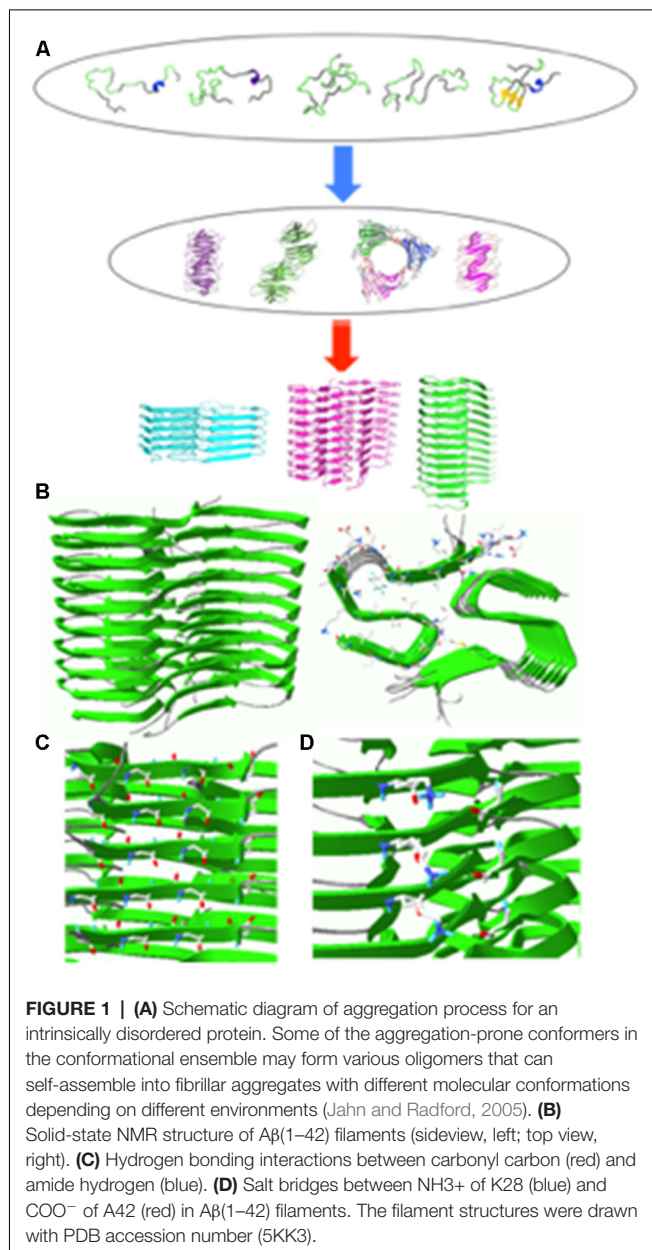 A
B
C
D
FIGURE 1 | (A) Schematic diagram of aggregation process for an
intrinsically disordered protein. Some of the aggregation-prone conformers in
the conformational ensemble may form various oligomers that can
self-assemble into fibrillar aggregates with different molecular conformations
depending on different environments (Jahn and Radford, 2005). (B)
Solid-state NMR structure of Aβ(1–42) filaments (sideview, left; top view,
right). (C) Hydrogen bonding interactions between carbonyl carbon (red) and
amide hydrogen (blue). (D) Salt bridges between NH3+ of K28 (blue) and
COO⁻ of A42 (red) in Aβ(1–42) filaments. The filament structures were drawn
with PDB accession number (5KK3).